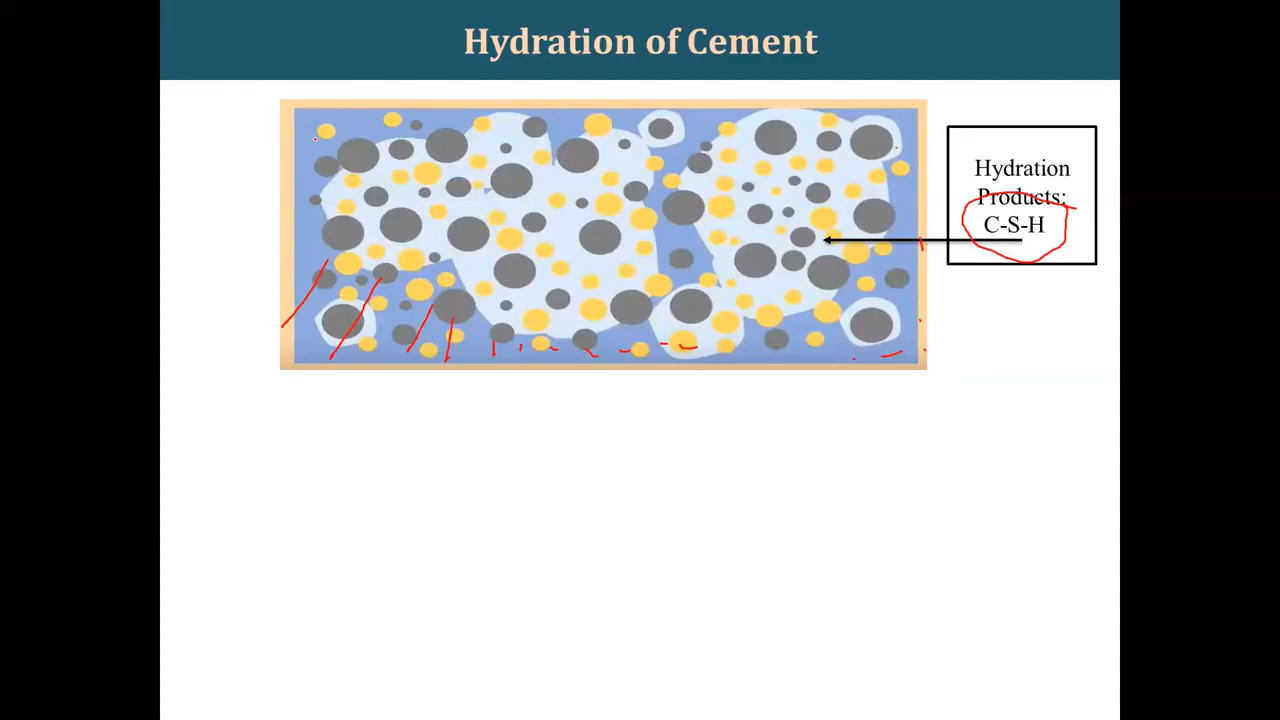 Hydration of Cement
Hydration
Products:
C-S-H